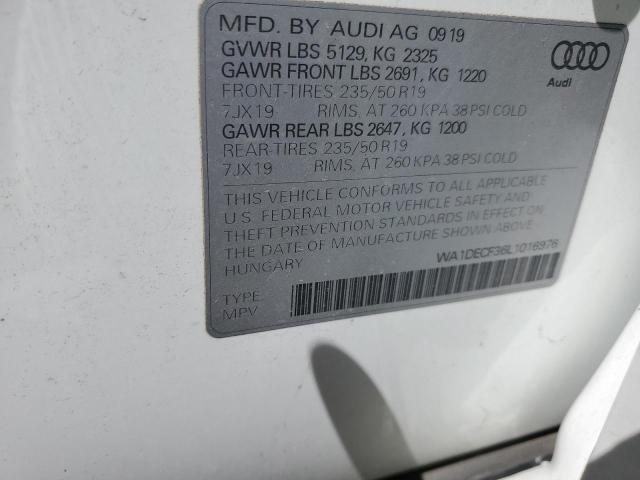 MFD. BY AUDI AG 09 19
GVWR LBS 5129, KG 2325
GAWR FRONT LBS 2691, KG 1220
FRONT-TIRES 235/50 R19
7JX19 RIMS, AT 260 KPA 38 PSI COLD
GAWR REAR LBS 2647, KG 1200
REAR-TIRES 235/50 R19
7JX19 RIMS, AT 260 KPA 38 PSI COLD
Audi
THIS VEHICLE CONFORMS TO ALL APPLICABLE
U.S. FEDERAL MOTOR VEHICLE SAFETY AND
THEFT PREVENTION STANDARDS IN EFFECT ON
THE DATE OF MANUFACTURE SHOWN ABOVE
HUNGARY
WA1DECF36L1016976
TYPE:
MPV